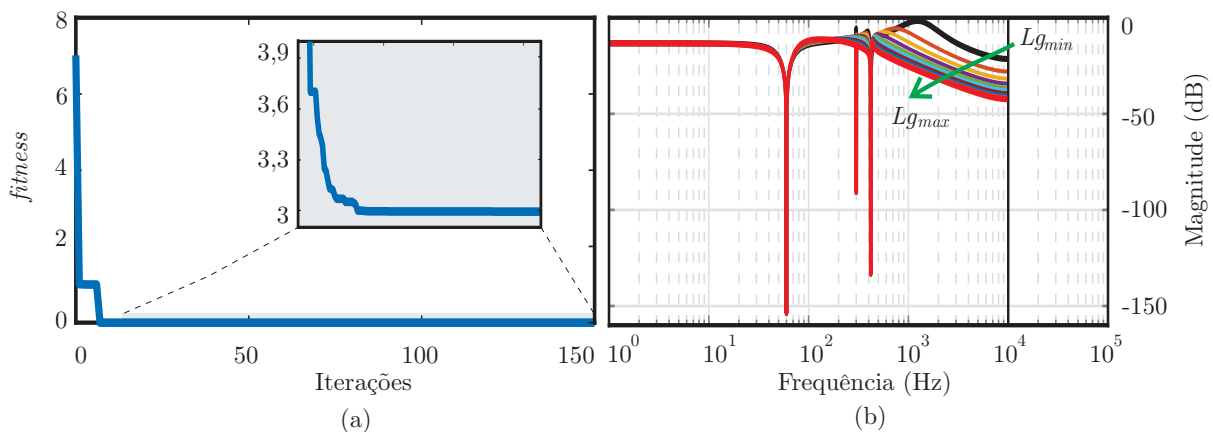 8
6
4
2
0
fitness
3,9
3,6
3,3
3
0
50
100
150
Iterações
(a)
0
-50
-100
-150
Magnitude (dB)
Lg_min
Lg_max
10^0
10^1
10^2
10^3
10^4
10^5
Frequência (Hz)
(b)